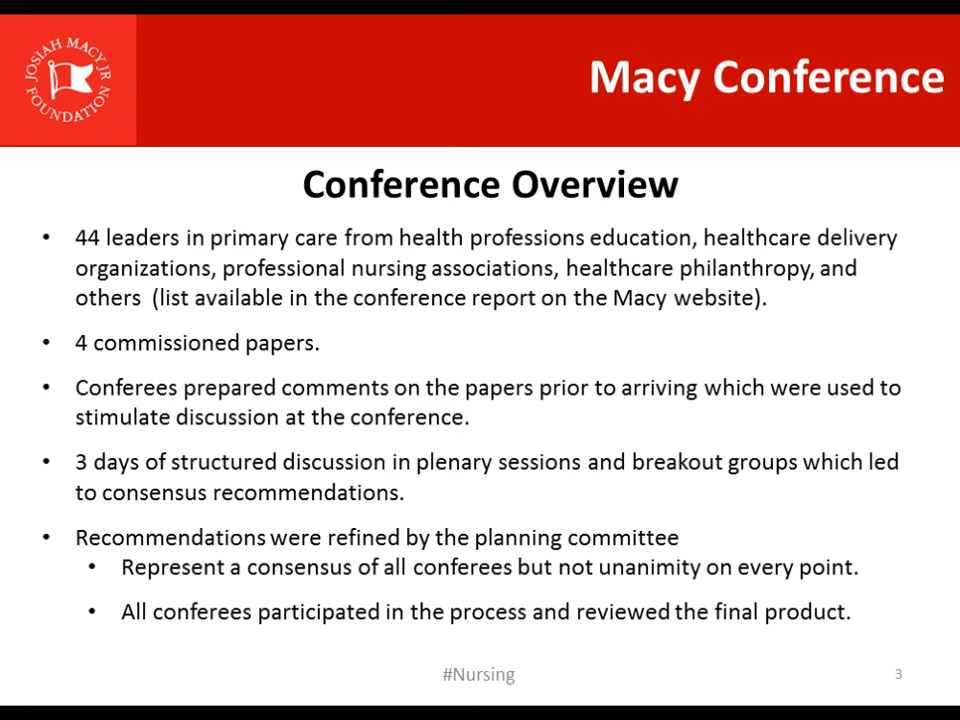 JOSIAH MACY JR
FOUNDATION
Macy Conference
Conference Overview
• 44 leaders in primary care from health professions education, healthcare delivery
organizations, professional nursing associations, healthcare philanthropy, and
others  (list available in the conference report on the Macy website).
• 4 commissioned papers.
• Conferees prepared comments on the papers prior to arriving which were used to
stimulate discussion at the conference.
• 3 days of structured discussion in plenary sessions and breakout groups which led
to consensus recommendations.
• Recommendations were refined by the planning committee
• Represent a consensus of all conferees but not unanimity on every point.
• All conferees participated in the process and reviewed the final product.
#Nursing
3